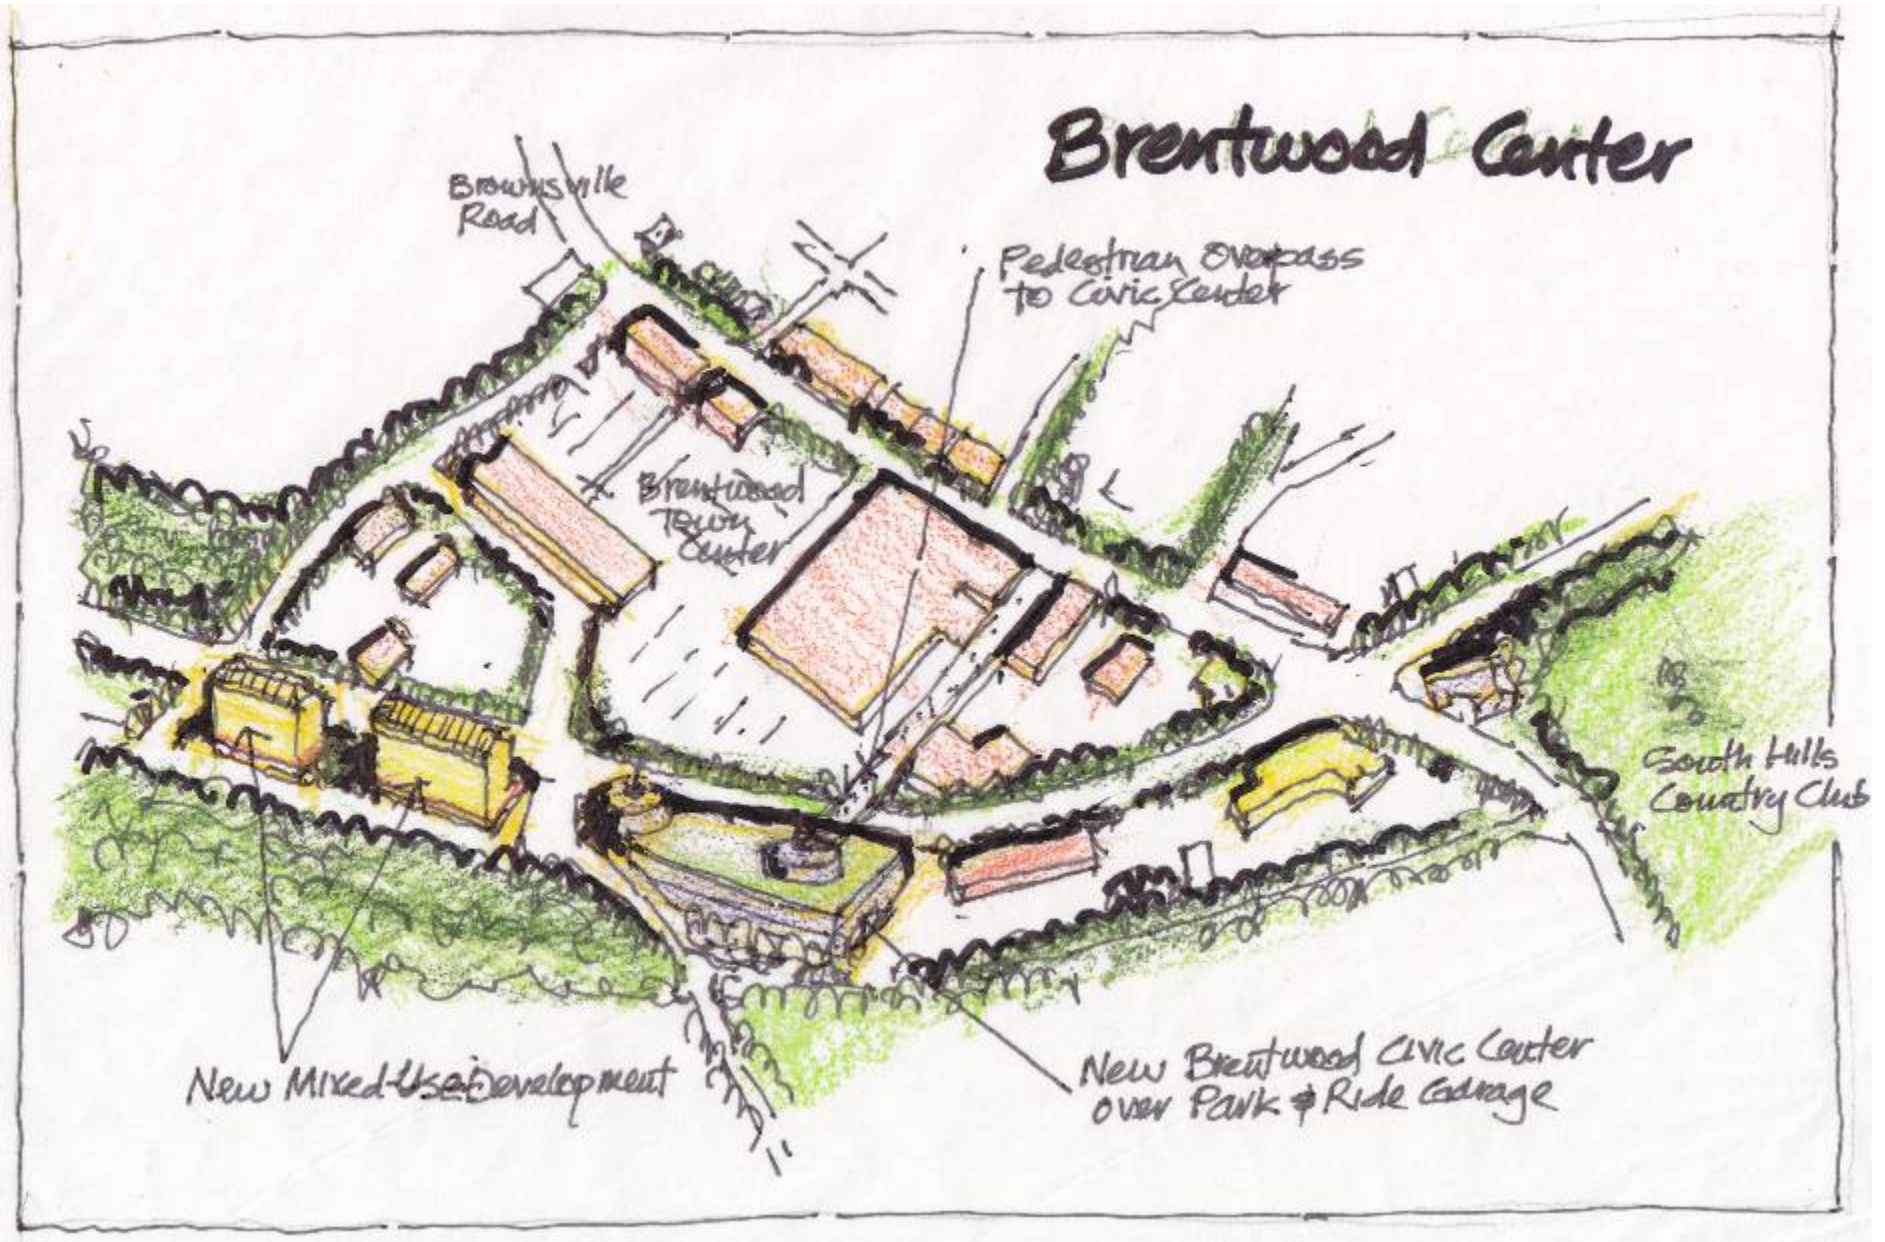 Brentwood Center
Brownsville
Road
Pedestrian Overpass
to Civic Center
Brentwood
Town
Center
South Hills
Country Club
New Mixed-Use Development
New Brentwood Civic Center
over Park & Ride Garage